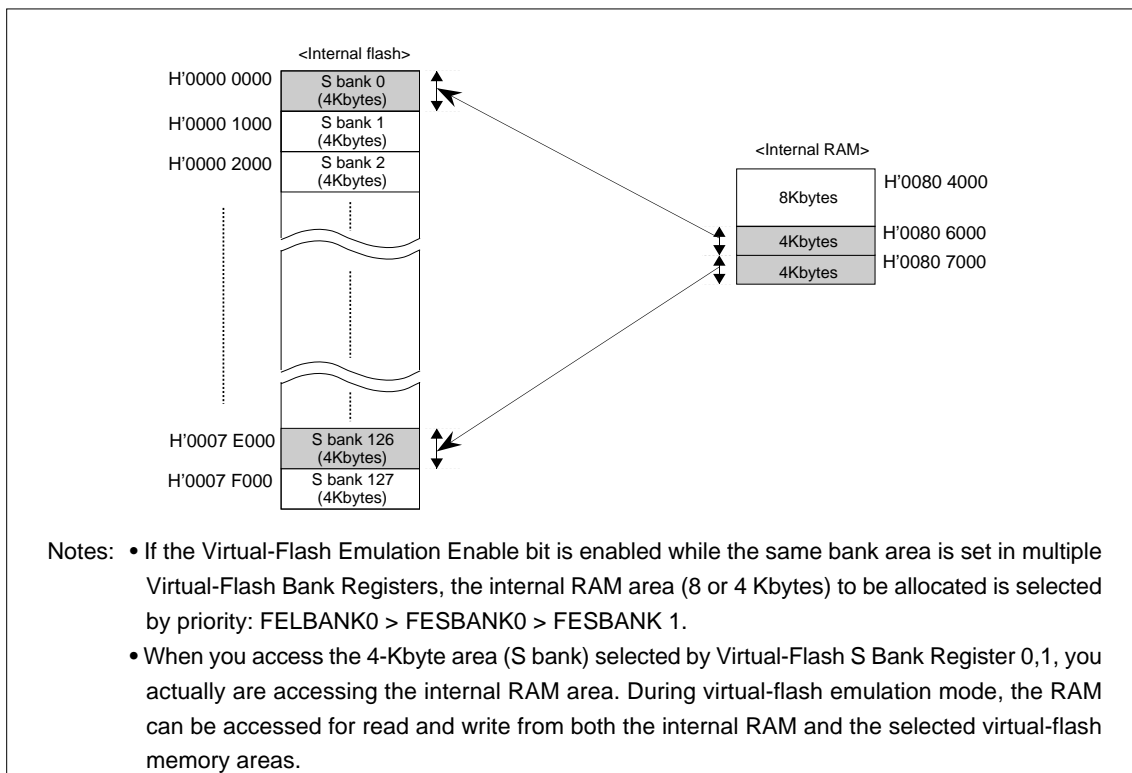 <Internal flash>
H'0000 0000
S bank 0
(4Kbytes)
H'0000 1000
S bank 1
(4Kbytes)
H'0000 2000
S bank 2
(4Kbytes)
<Internal RAM>
8Kbytes
H'0080 4000
4Kbytes
H'0080 6000
4Kbytes
H'0080 7000
H'0007 E000
S bank 126
(4Kbytes)
H'0007 F000
S bank 127
(4Kbytes)
Notes: • If the Virtual-Flash Emulation Enable bit is enabled while the same bank area is set in multiple
Virtual-Flash Bank Registers, the internal RAM area (8 or 4 Kbytes) to be allocated is selected
by priority: FELBANK0 > FESBANK0 > FESBANK 1.
• When you access the 4-Kbyte area (S bank) selected by Virtual-Flash S Bank Register 0,1, you
actually are accessing the internal RAM area. During virtual-flash emulation mode, the RAM
can be accessed for read and write from both the internal RAM and the selected virtual-flash
memory areas.